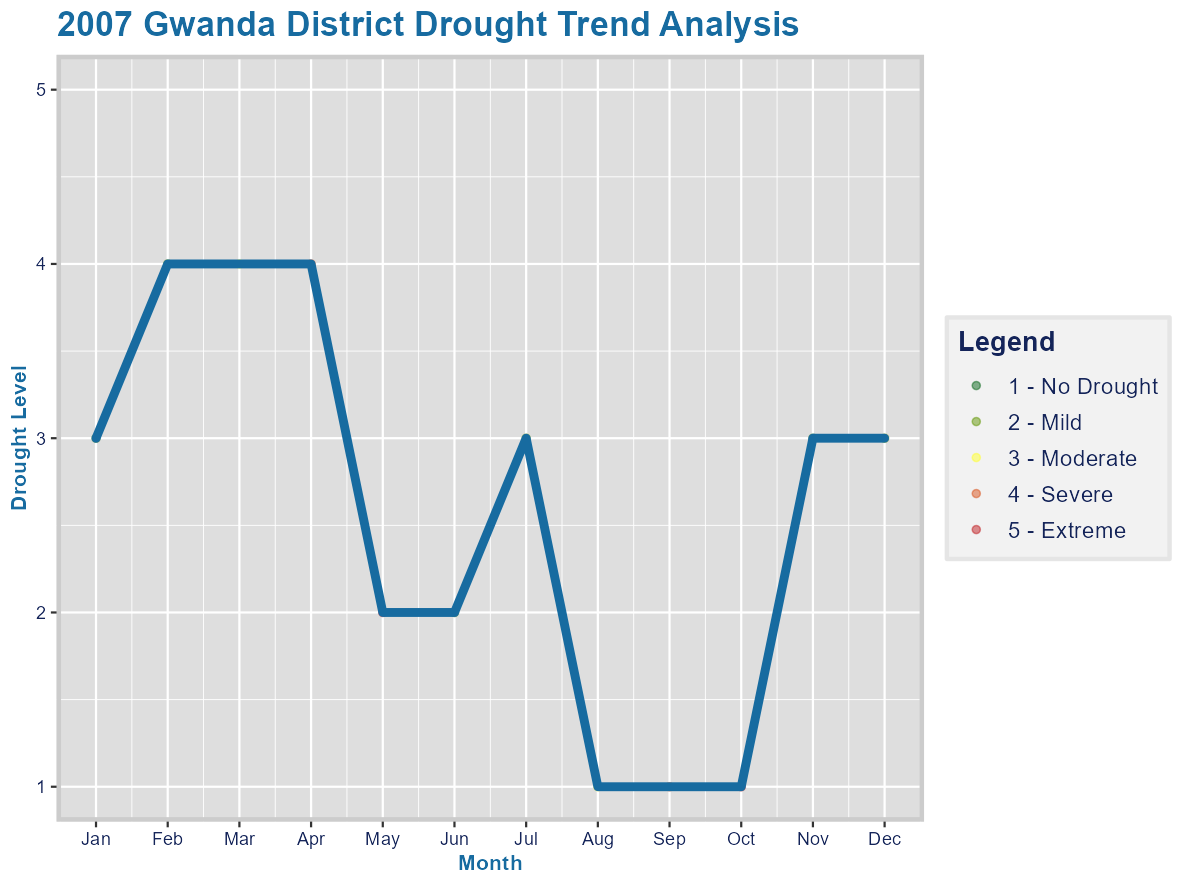 2007 Gwanda District Drought Trend Analysis
5
4
3
2
1
Drought Level
Jan Feb Mar Apr May Jun Jul Aug Sep Oct Nov Dec
Month
Legend
1 - No Drought
2 - Mild
3 - Moderate
4 - Severe
5 - Extreme